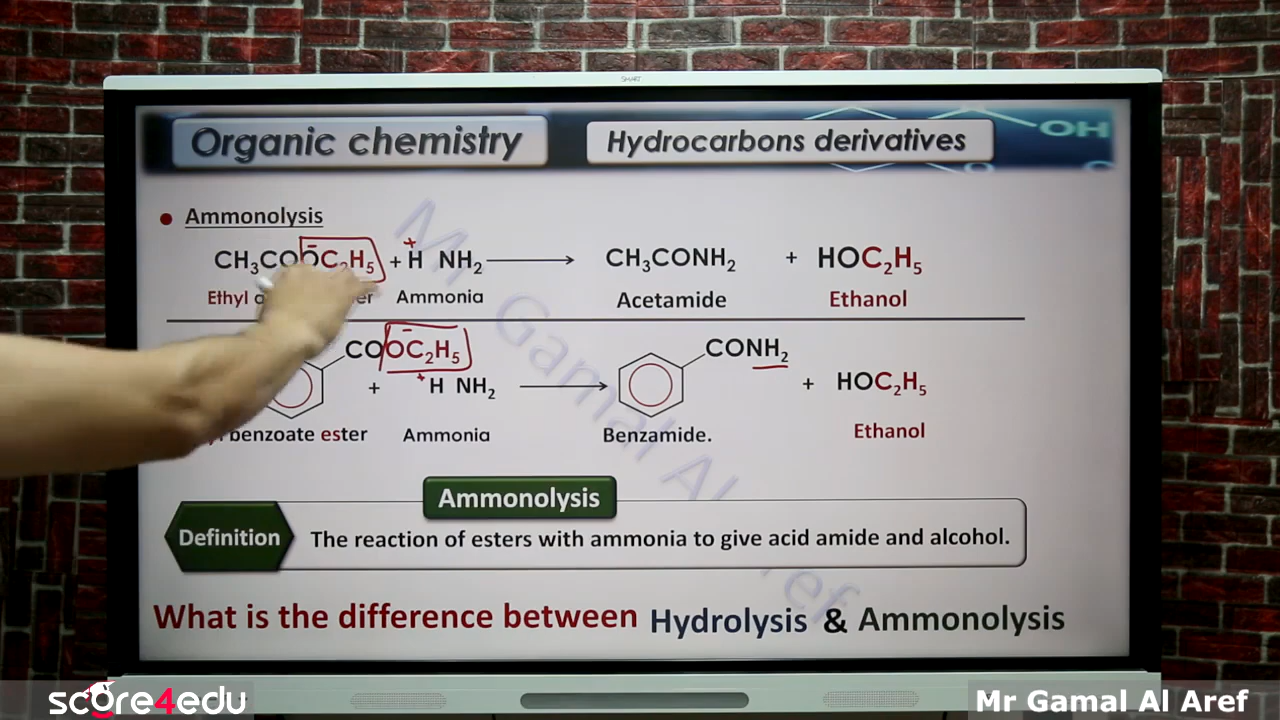 SMART
Organic chemistry
Hydrocarbons derivatives
OH
Ammonolysis
CH₃COOC₂H₅ + H NH₂ → CH₃CONH₂ + HOC₂H₅
Ethyl Ammonia Acetamide Ethanol
COOC₂H₅ + H NH₂ → CONH₂ + HOC₂H₅
benzoate ester Ammonia Benzamide. Ethanol
Ammonolysis
Definition
The reaction of esters with ammonia to give acid amide and alcohol.
What is the difference between Hydrolysis & Ammonolysis
Mr Gamal Al Aref
score4edu
Mr Gamal Al Aref